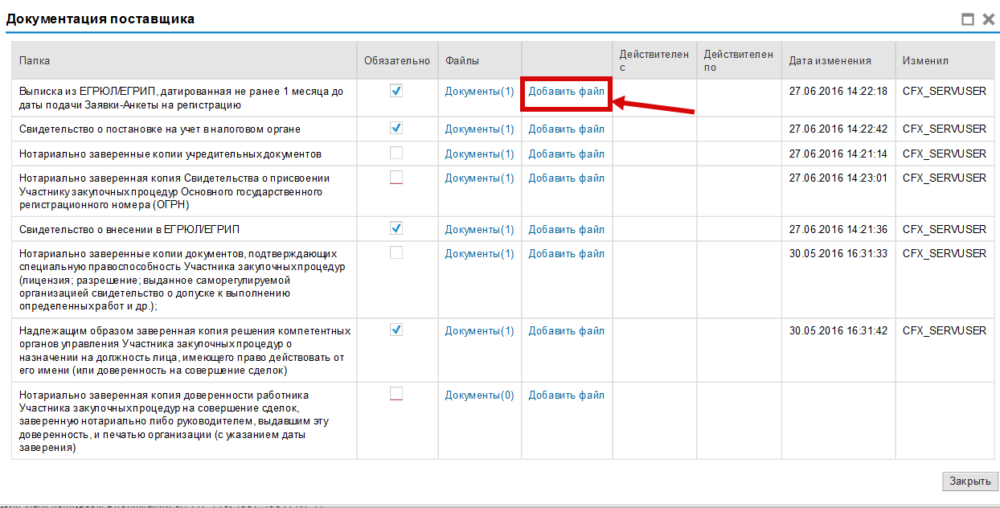 Документация поставщика
Папка
Обязательно
Файлы
Действителен
с
Действителен
по
Дата изменения
Изменил
Выписка из ЕГРЮЛ/ЕГРИП, датированная не ранее 1 месяца до
даты подачи Заявки-Анкеты на регистрацию
Документы(1)
Добавить файл
27.06.2016 14:22:18
CFX_SERVUSER
Свидетельство о постановке на учет в налоговом органе
Документы(1)
Добавить файл
27.06.2016 14:22:42
CFX_SERVUSER
Нотариально заверенные копии учредительных документов
Документы(1)
Добавить файл
27.06.2016 14:21:14
CFX_SERVUSER
Нотариально заверенная копия Свидетельства о присвоении
Участнику закупочных процедур Основного государственного
регистрационного номера (ОГРН)
Документы(1)
Добавить файл
27.06.2016 14:23:01
CFX_SERVUSER
Свидетельство о внесении в ЕГРЮЛ/ЕГРИП
Документы(1)
Добавить файл
27.06.2016 14:21:36
CFX_SERVUSER
Нотариально заверенные копии документов, подтверждающих
специальную правоспособность Участника закупочных процедур
(лицензия; разрешение; выданное саморегулируемой
организацией свидетельство о допуске к выполнению
определенных работ и др.);
Документы(1)
Добавить файл
30.05.2016 16:31:33
CFX_SERVUSER
Надлежащим образом заверенная копия решения компетентных
органов управления Участника закупочных процедур о
назначении на должность лица, имеющего право действовать от
его имени (или доверенность на совершение сделок)
Документы(1)
Добавить файл
30.05.2016 16:31:42
CFX_SERVUSER
Нотариально заверенная копия доверенности работника
Участника закупочных процедур на совершение сделок,
заверенную нотариально либо руководителем, выдавшим эту
доверенность, и печатью организации (с указанием даты
заверения)
Документы(0)
Добавить файл
Закрыть